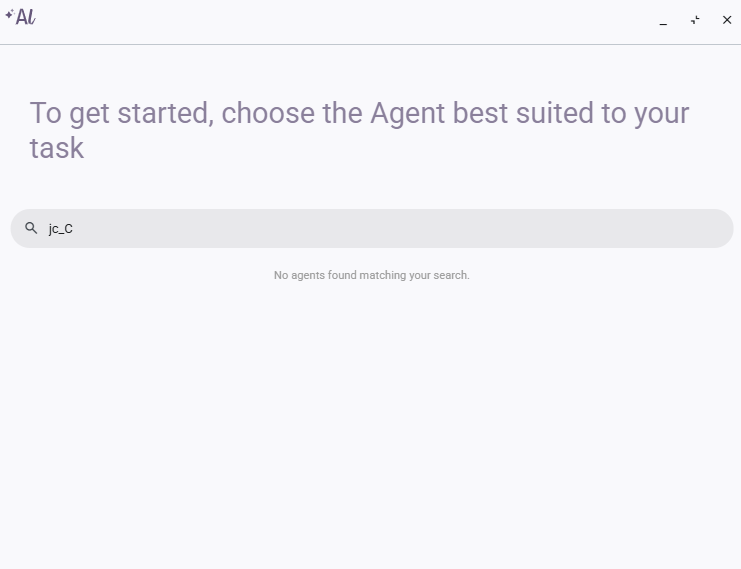 AI
To get started, choose the Agent best suited to your
task
jc_C
No agents found matching your search.